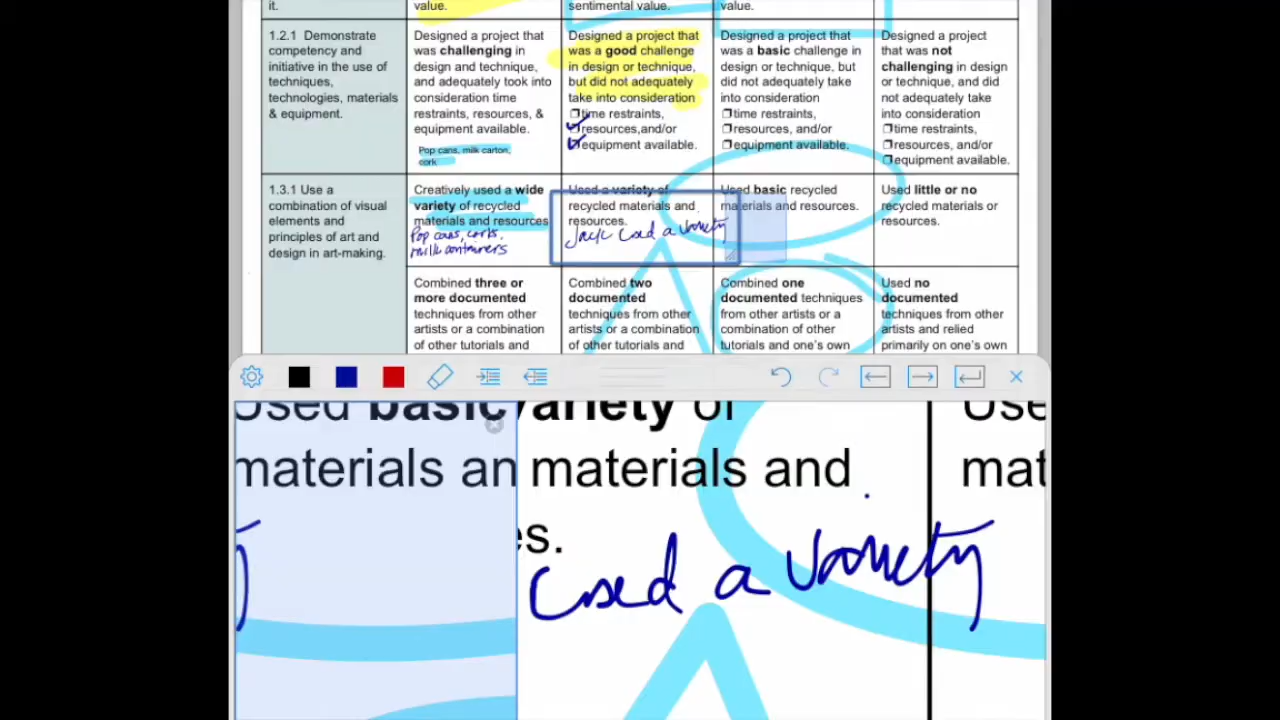 it.
value.
sentimental value.
value.
1.2.1 Demonstrate
competency and
initiative in the use of
techniques,
technologies, materials
& equipment.
Designed a project that
was challenging in
design and technique,
and adequately took into
consideration time
restraints, resources, &
equipment available.
Pop cans, milk carton,
cork
Designed a project that
was a good challenge
in design or technique,
but did not adequately
take into consideration
❒time restraints,
❒resources,and/or
❒equipment available.
Designed a project that
was a basic challenge in
design or technique, but
did not adequately take
into consideration
❒time restraints,
❒resources, and/or
❒equipment available.
Designed a project
that was not
challenging in design
or technique, and did
not adequately take
into consideration
❒time restraints,
❒resources, and/or
❒equipment available.
1.3.1 Use a
combination of visual
elements and
principles of art and
design in art-making.
Creatively used a wide
variety of recycled
materials and resources
Pop cans, corks,
milk containers
Used a variety of
recycled materials and
resources.
Jack used a variety
Used basic recycled
materials and resources.
Used little or no
recycled materials or
resources.
Combined three or
more documented
techniques from other
artists or a combination
of other tutorials and
Combined two
documented
techniques from other
artists or a combination
of other tutorials and
Combined one
documented techniques
from other artists or a
combination of other
tutorials and one's own
Used no
documented
techniques from other
artists and relied
primarily on one's own
Used basic
materials an
variety of
materials and
es.
used a variety
Use
mat